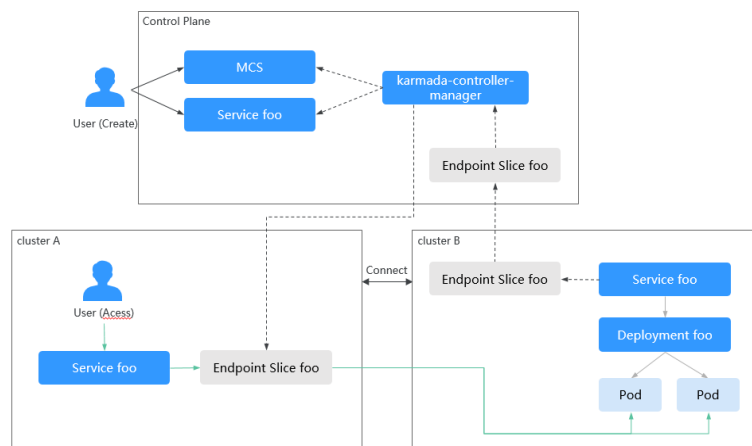 Control Plane
MCS
karmada-controller-
manager
User (Create)
Service foo
Endpoint Slice foo
cluster A
cluster B
Connect
Endpoint Slice foo
Service foo
User (Acess)
Deployment foo
Service foo
Endpoint Slice foo
Pod
Pod